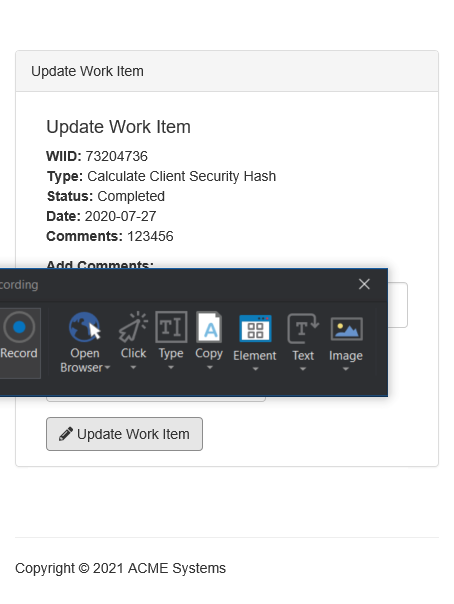 Update Work Item
Update Work Item
WIID: 73204736
Type: Calculate Client Security Hash
Status: Completed
Date: 2020-07-27
Comments: 123456
Add Comments:
cording
Record
Open Browser
Click
Type
Copy
Element
Text
Image
Update Work Item
Copyright © 2021 ACME Systems